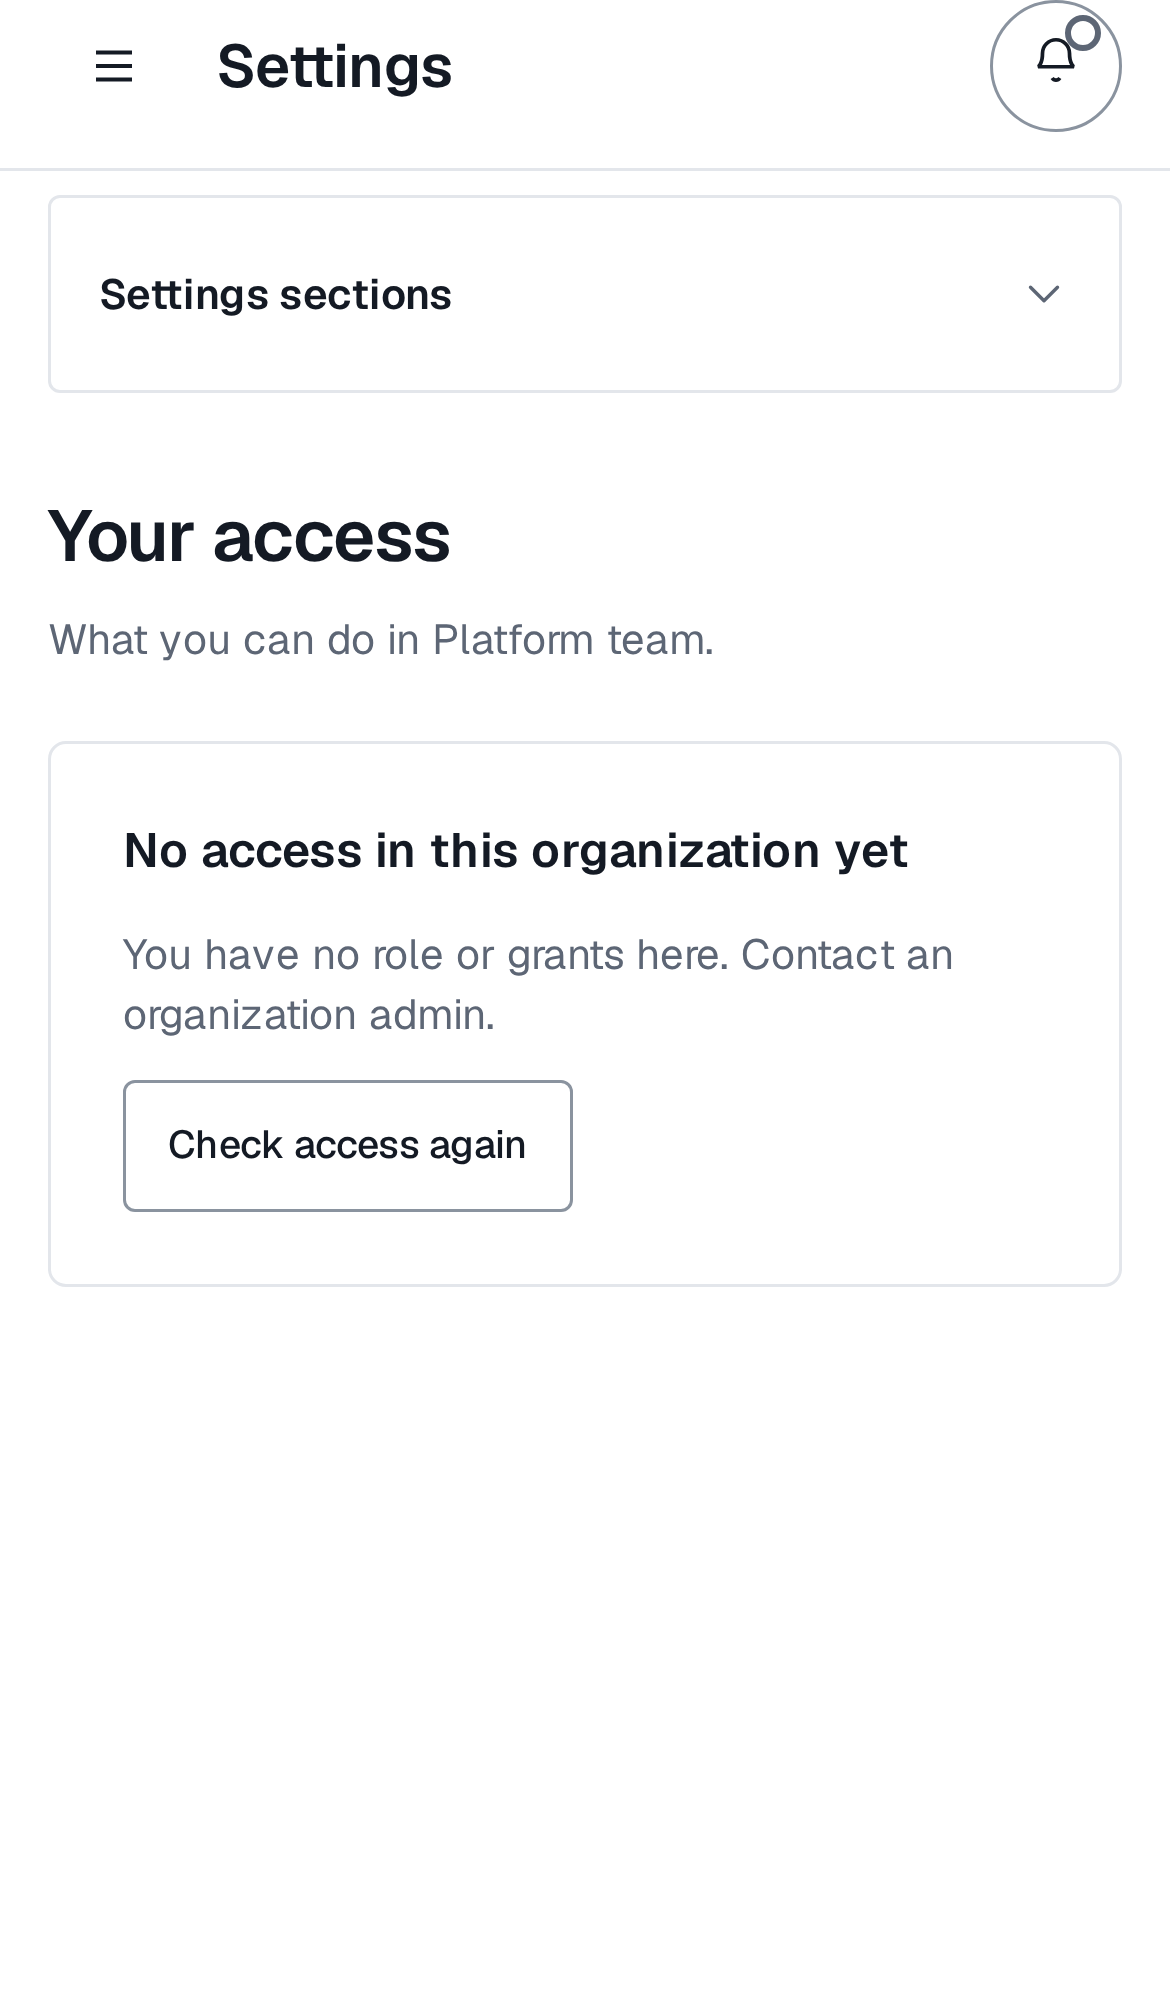 Settings
Settings sections
Your access
What you can do in Platform team.
No access in this organization yet
You have no role or grants here. Contact an
organization admin.
Check access again